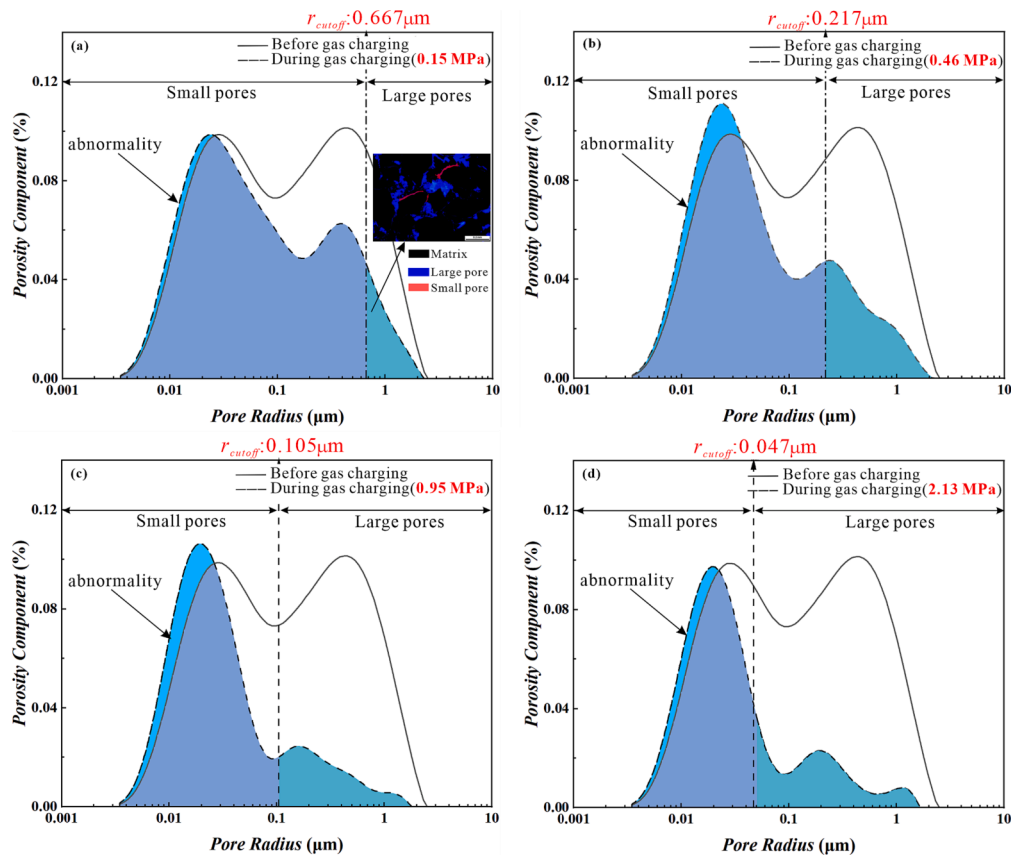 r_cutoff:0.667μm
(a)
Before gas charging
During gas charging(0.15 MPa)
Small pores
Large pores
abnormality
Matrix
Large pore
Small pore
Porosity Component (%)
0.12
0.08
0.04
0.00
0.001 0.01 0.1 1 10
Pore Radius (μm)
r_cutoff:0.217μm
(b)
Before gas charging
During gas charging(0.46 MPa)
Small pores
Large pores
abnormality
Porosity Component (%)
0.12
0.08
0.04
0.00
0.001 0.01 0.1 1 10
Pore Radius (μm)
r_cutoff:0.105μm
(c)
Before gas charging
During gas charging(0.95 MPa)
Small pores
Large pores
abnormality
Porosity Component (%)
0.12
0.08
0.04
0.00
0.001 0.01 0.1 1 10
Pore Radius (μm)
r_cutoff:0.047μm
(d)
Before gas charging
During gas charging(2.13 MPa)
Small pores
Large pores
abnormality
Porosity Component (%)
0.12
0.08
0.04
0.00
0.001 0.01 0.1 1 10
Pore Radius (μm)